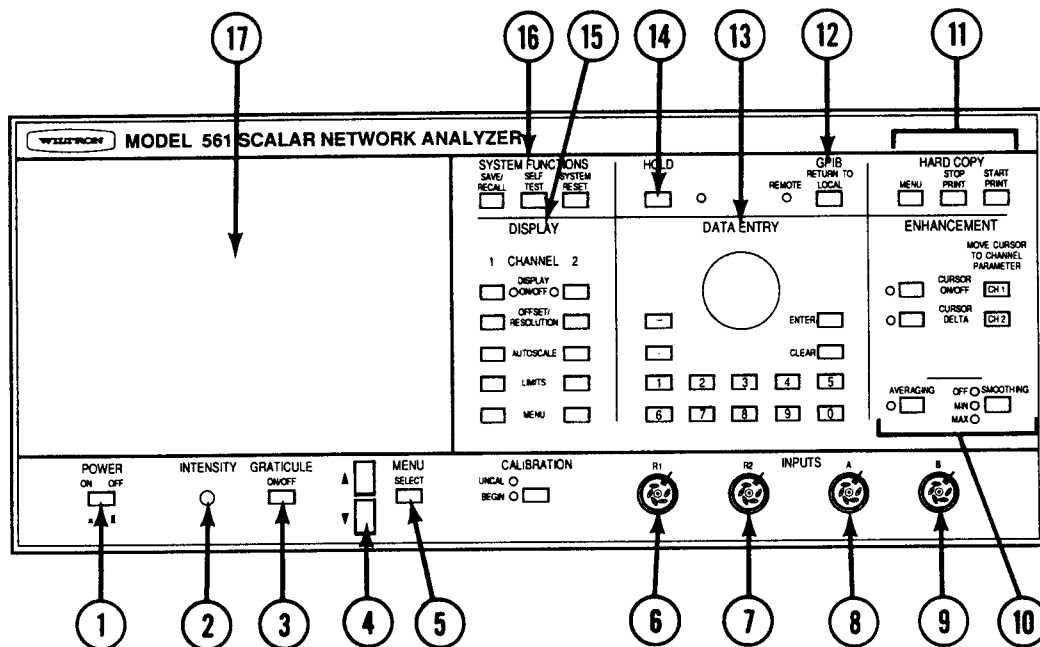 17 16 15 14 13 12 11
WILTRON MODEL 561 SCALAR NETWORK ANALYZER
SYSTEM FUNCTIONS
SAVE/
RECALL
SELF
TEST
SYSTEM
RESET
HOLD
REMOTE
GPIB
RETURN TO
LOCAL
HARD COPY
MENU
STOP
PRINT
START
PRINT
DISPLAY
1 CHANNEL 2
DISPLAY
ON/OFF
OFFSET/
RESOLUTION
AUTOSCALE
LIMITS
MENU
DATA ENTRY
−
ENTER
.
CLEAR
1 2 3 4 5
6 7 8 9 0
ENHANCEMENT
MOVE CURSOR
TO CHANNEL
PARAMETER
CURSOR
ON/OFF
CH 1
CURSOR
DELTA
CH 2
AVERAGING
OFF
MIN
MAX
SMOOTHING
POWER
ON OFF
INTENSITY
GRATICULE
ON/OFF
MENU
SELECT
CALIBRATION
UNCAL
BEGIN
INPUTS
R1 R2 A B
1 2 3 4 5 6 7 8 9 10